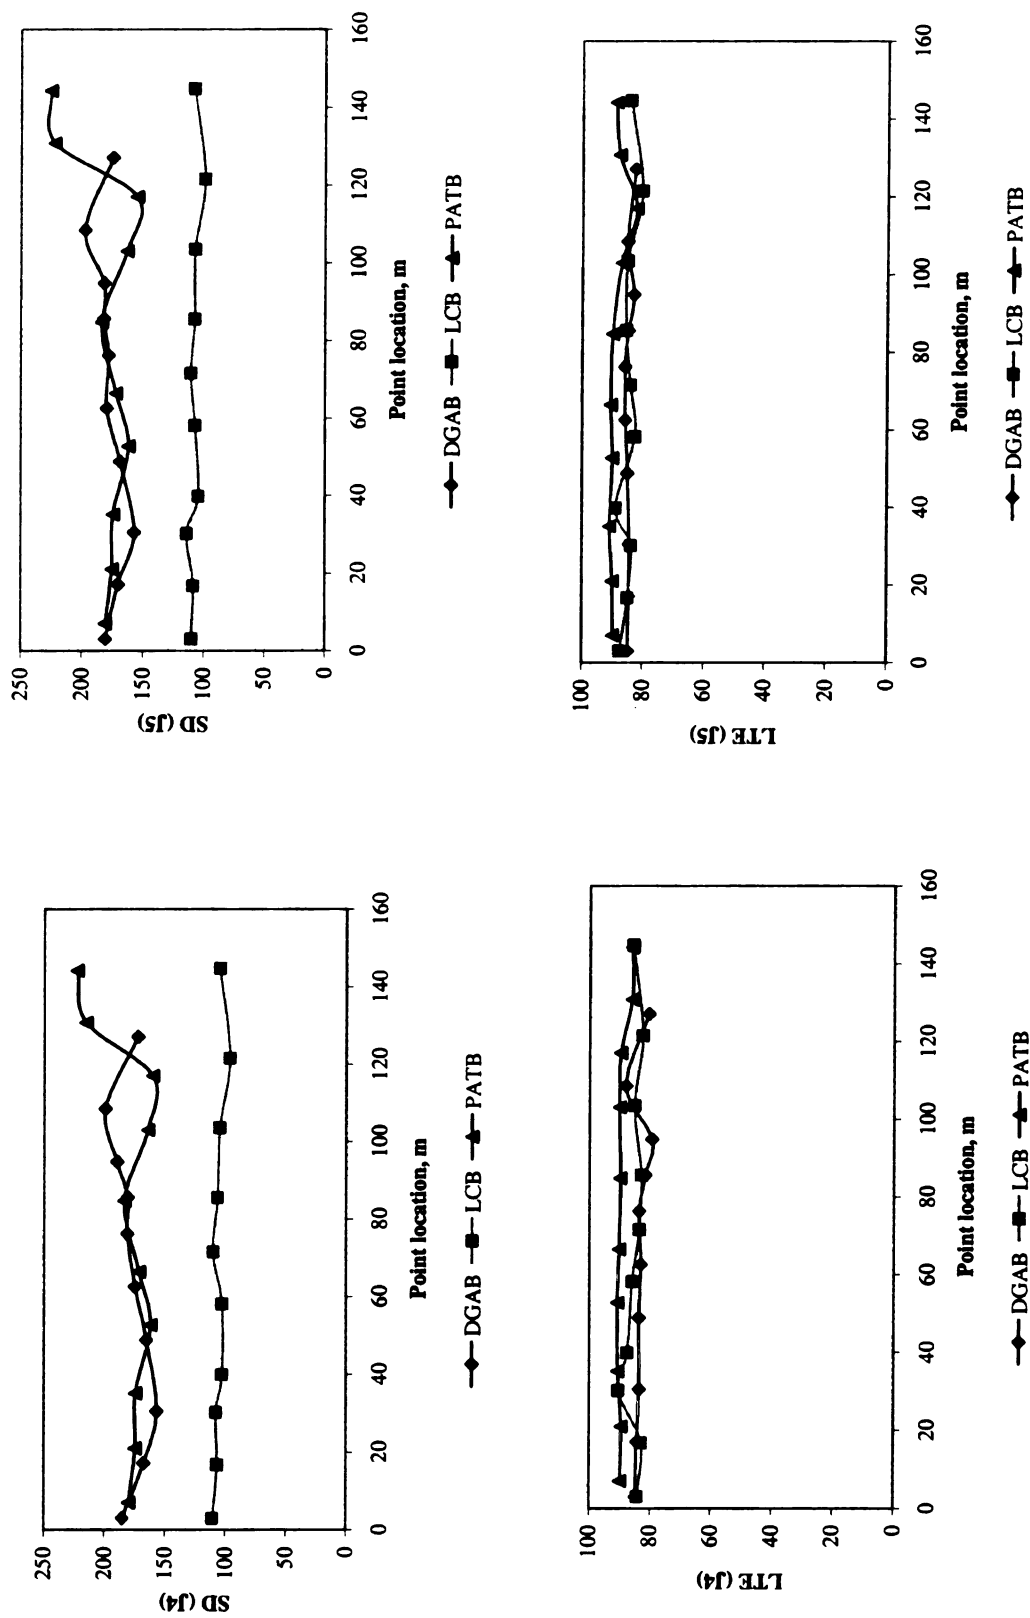 SD (J4)
250
200
150
100
50
0
0 20 40 60 80 100 120 140 160
Point location, m
DGAB LCB PATB
SD (J5)
250
200
150
100
50
0
0 20 40 60 80 100 120 140 160
Point location, m
DGAB LCB PATB
LTE (J4)
100
80
60
40
20
0
0 20 40 60 80 100 120 140 160
Point location, m
DGAB LCB PATB
LTE (J5)
100
80
60
40
20
0
0 20 40 60 80 100 120 140 160
Point location, m
DGAB LCB PATB